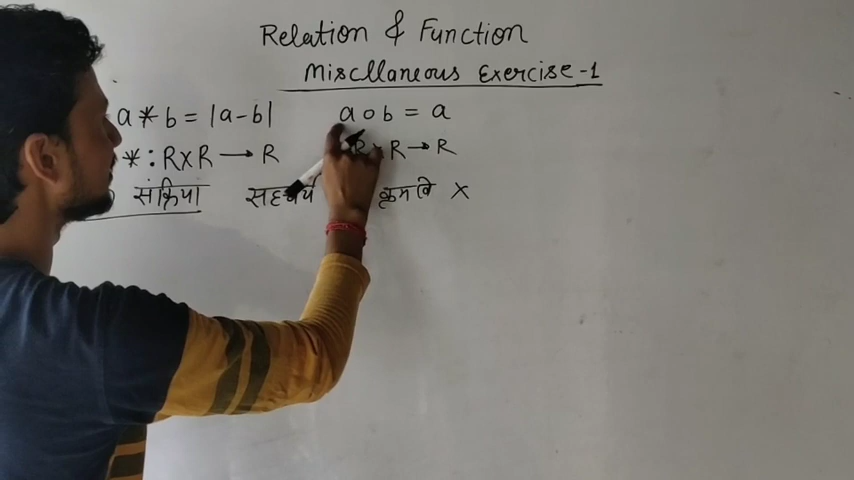 Relation & Function
Miscllaneous Exercise-1
a * b = |a-b| a o b = a
* : R×R → R R × R → R
संक्रिया ×